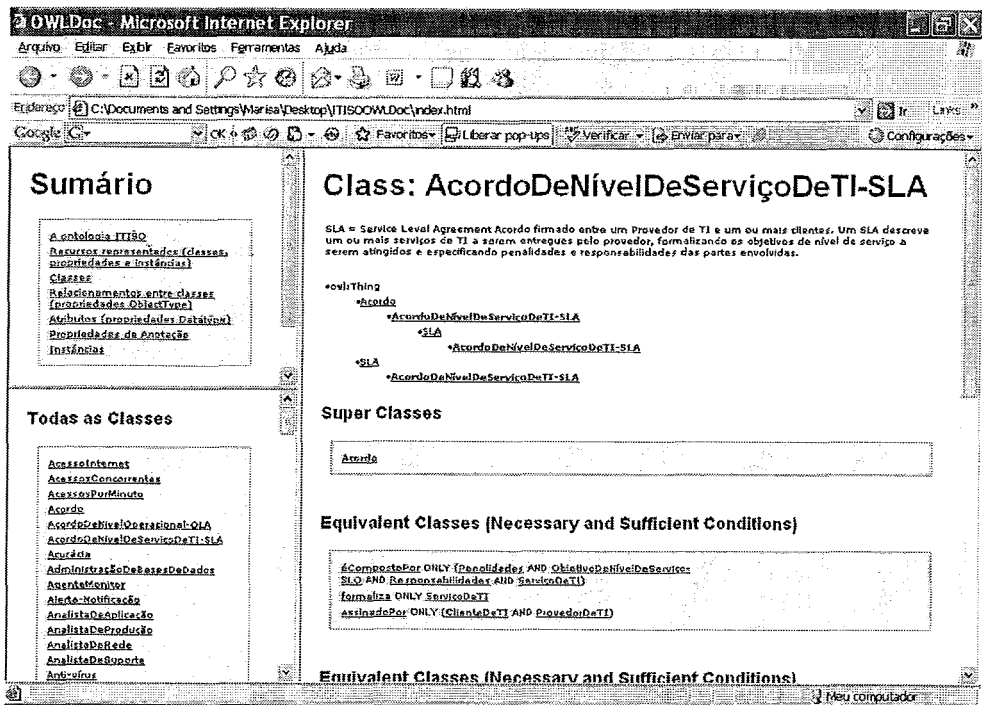 OWLDoc - Microsoft Internet Explorer
Arquivo Editar Exibir Favoritos Ferramentas Ajuda
Endereço C:\Documents and Settings\Marisa\Desktop\ITISOOWLDoc\index.html Ir Links »
Google OK Favoritos Liberar pop-ups Verificar Enviar para Configurações
Sumário
A ontologia ITISO
Recursos representados (classes,
propriedades e instâncias)
Classes
Relacionamentos entre classes
(propriedades ObjectType)
Atributos (propriedades Datatype)
Propriedades de Anotação
Instâncias
Todas as Classes
AcessoInternet
AcessosConcorrentes
AcessosPorMinuto
Acordo
AcordoDeNívelOperacional-OLA
AcordoDeNívelDeServiçoDeTI-SLA
Acurácia
AdministraçãoDeBasesDeDados
AgenteMonitor
Alerta-Notificação
AnalistaDeAplicação
AnalistaDeProdução
AnalistaDeRede
AnalistaDeSuporte
Anti-vírus
Class: AcordoDeNívelDeServiçoDeTI-SLA
SLA = Service Level Agreement Acordo firmado entre um Provedor de TI e um ou mais clientes. Um SLA descreve
um ou mais serviços de TI a serem entregues pelo provedor, formalizando os objetivos de nível de serviço a
serem atingidos e especificando penalidades e responsabilidades das partes envolvidas.
•owl:Thing
•Acordo
•AcordoDeNívelDeServiçoDeTI-SLA
•SLA
•AcordoDeNívelDeServiçoDeTI-SLA
•SLA
•AcordoDeNívelDeServiçoDeTI-SLA
Super Classes
Acordo
Equivalent Classes (Necessary and Sufficient Conditions)
éCompostoPor ONLY (Penalidades AND ObjetivoDeNívelDeServiço-
SLO AND Responsabilidades AND ServiçoDeTI)
formaliza ONLY ServiçoDeTI
assinadoPor ONLY (ClienteDeTI AND ProvedorDeTI)
Equivalent Classes (Necessary and Sufficient Conditions)
Meu computador